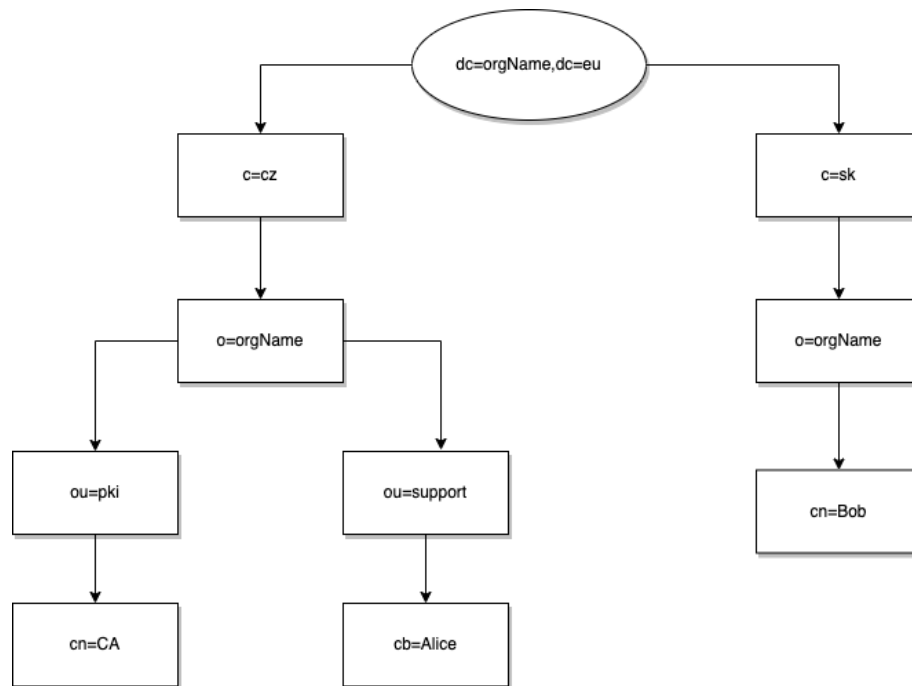 dc=orgName,dc=eu
c=cz
c=sk
o=orgName
o=orgName
ou=pki
ou=support
cn=Bob
cn=CA
cb=Alice